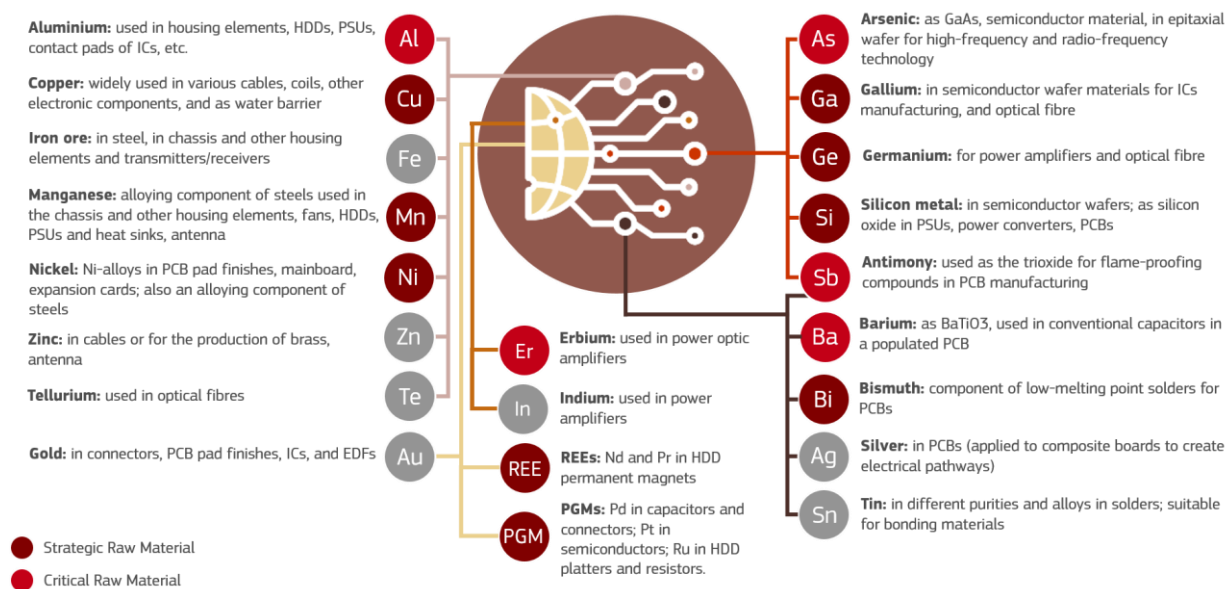 Aluminium: used in housing elements, HDDs, PSUs,
contact pads of ICs, etc.
Al
Copper: widely used in various cables, coils, other
electronic components, and as water barrier
Cu
Iron ore: in steel, in chassis and other housing
elements and transmitters/receivers
Fe
Manganese: alloying component of steels used in
the chassis and other housing elements, fans, HDDs,
PSUs and heat sinks, antenna
Mn
Nickel: Ni-alloys in PCB pad finishes, mainboard,
expansion cards; also an alloying component of
steels
Ni
Zinc: in cables or for the production of brass,
antenna
Zn
Tellurium: used in optical fibres
Te
Gold: in connectors, PCB pad finishes, ICs, and EDFs
Au
Er
Erbium: used in power optic
amplifiers
In
Indium: used in power
amplifiers
REE
REEs: Nd and Pr in HDD
permanent magnets
PGM
PGMs: Pd in capacitors and
connectors; Pt in
semiconductors; Ru in HDD
platters and resistors.
As
Arsenic: as GaAs, semiconductor material, in epitaxial
wafer for high-frequency and radio-frequency
technology
Ga
Gallium: in semiconductor wafer materials for ICs
manufacturing, and optical fibre
Ge
Germanium: for power amplifiers and optical fibre
Si
Silicon metal: in semiconductor wafers; as silicon
oxide in PSUs, power converters, PCBs
Sb
Antimony: used as the trioxide for flame-proofing
compounds in PCB manufacturing
Ba
Barium: as BaTiO3, used in conventional capacitors in
a populated PCB
Bi
Bismuth: component of low-melting point solders for
PCBs
Ag
Silver: in PCBs (applied to composite boards to create
electrical pathways)
Sn
Tin: in different purities and alloys in solders; suitable
for bonding materials
Strategic Raw Material
Critical Raw Material